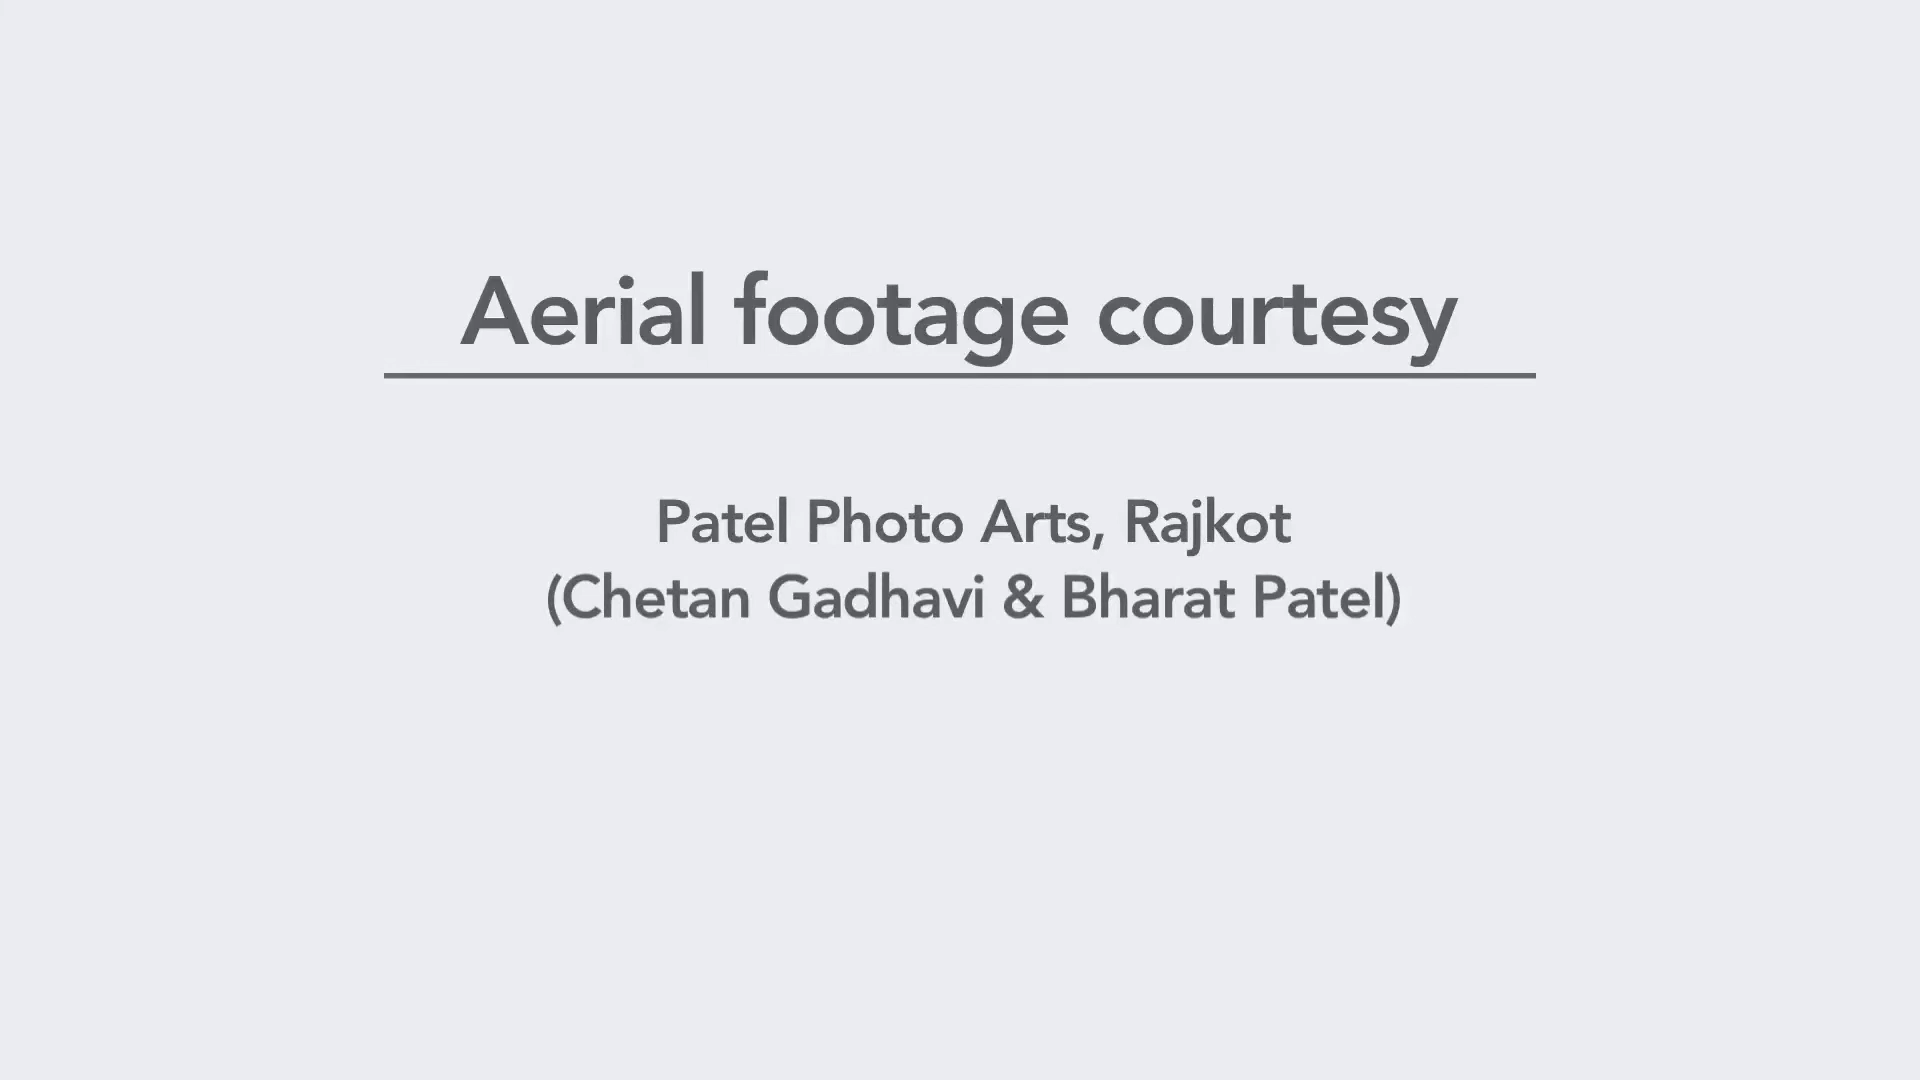 Aerial footage courtesy
Patel Photo Arts, Rajkot
(Chetan Gadhavi & Bharat Patel)